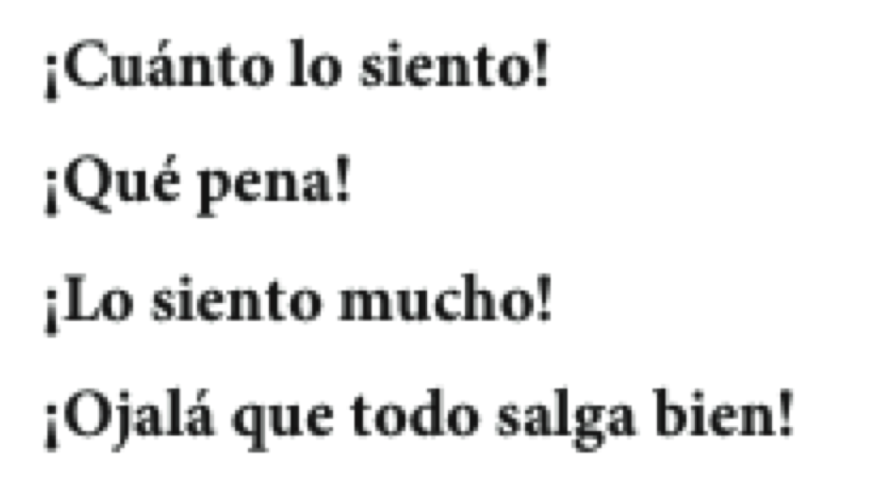 ¡Cuánto lo siento!
¡Qué pena!
¡Lo siento mucho!
¡Ojalá que todo salga bien!